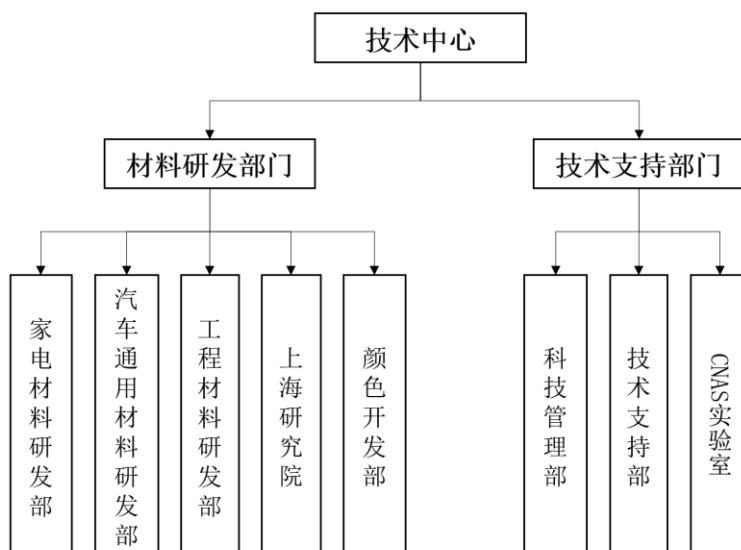 技术中心
材料研发部门
技术支持部门
家电材料研发部
汽车通用材料研发部
工程材料研发部
上海研究院
颜色开发部
科技管理部
技术支持部
CNAS实验室